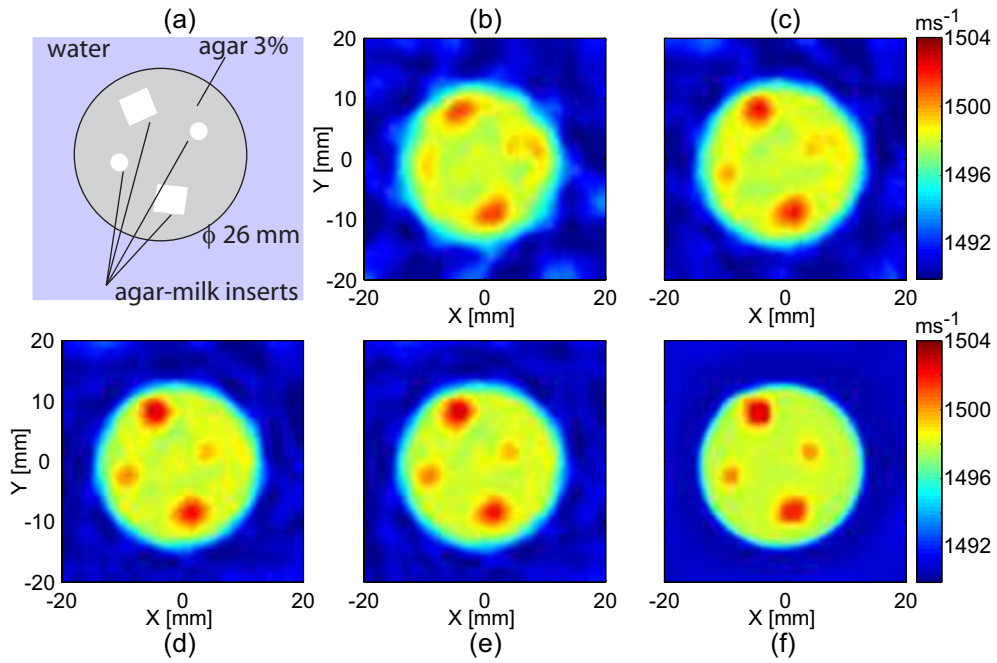 (a)
(b)
(c)
water
agar 3%
ϕ 26 mm
agar-milk inserts
20
10
0
-10
-20
Y [mm]
-20
0
20
X [mm]
-20
0
20
X [mm]
ms⁻¹
1504
1500
1496
1492
20
10
0
-10
-20
Y [mm]
-20
0
20
X [mm]
(d)
-20
0
20
X [mm]
(e)
-20
0
20
X [mm]
(f)
ms⁻¹
1504
1500
1496
1492